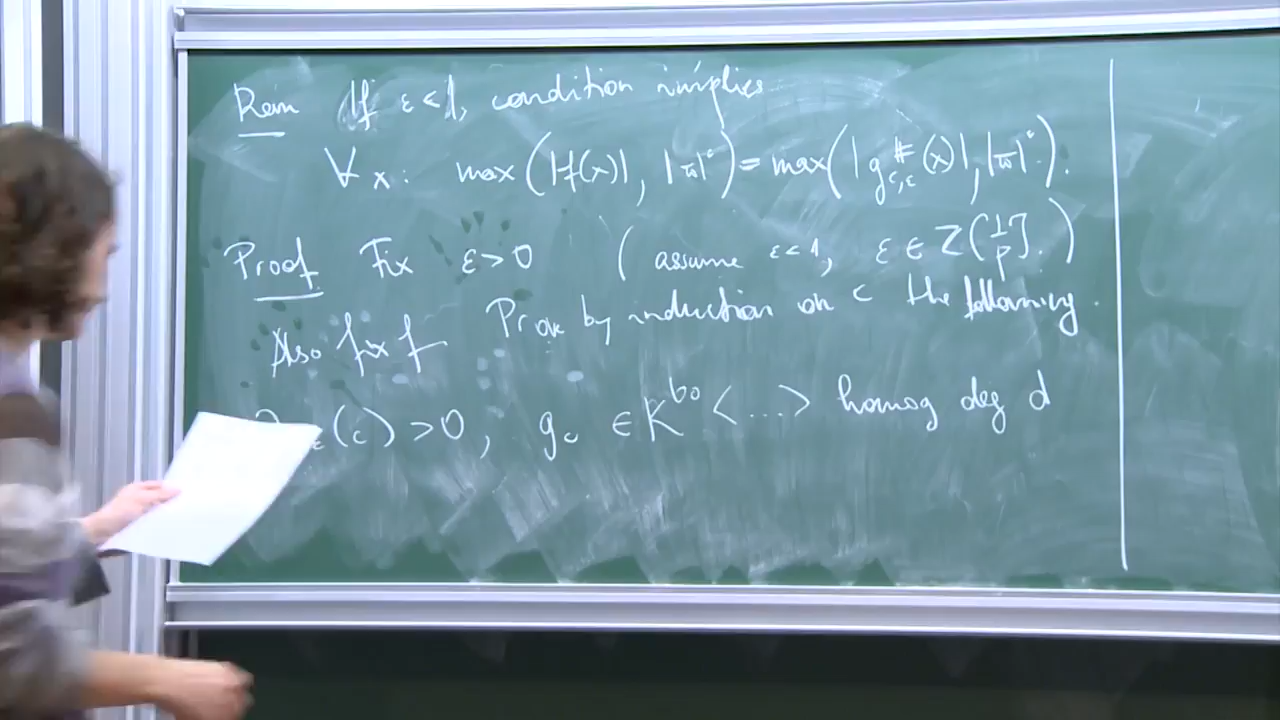 Rem If ε<1, condition implies
∀x: max(|f(x)|, |ϖ|^c) = max(|g^#_{c,ε}(x)|, |ϖ|^c).
Proof Fix ε>0 (assume ε<1, ε∈Z[1/p].)
Also fix f Prove by induction on c the following.
∃ ε(c) >0, g_c ∈ K^{b0}<...> homog deg d